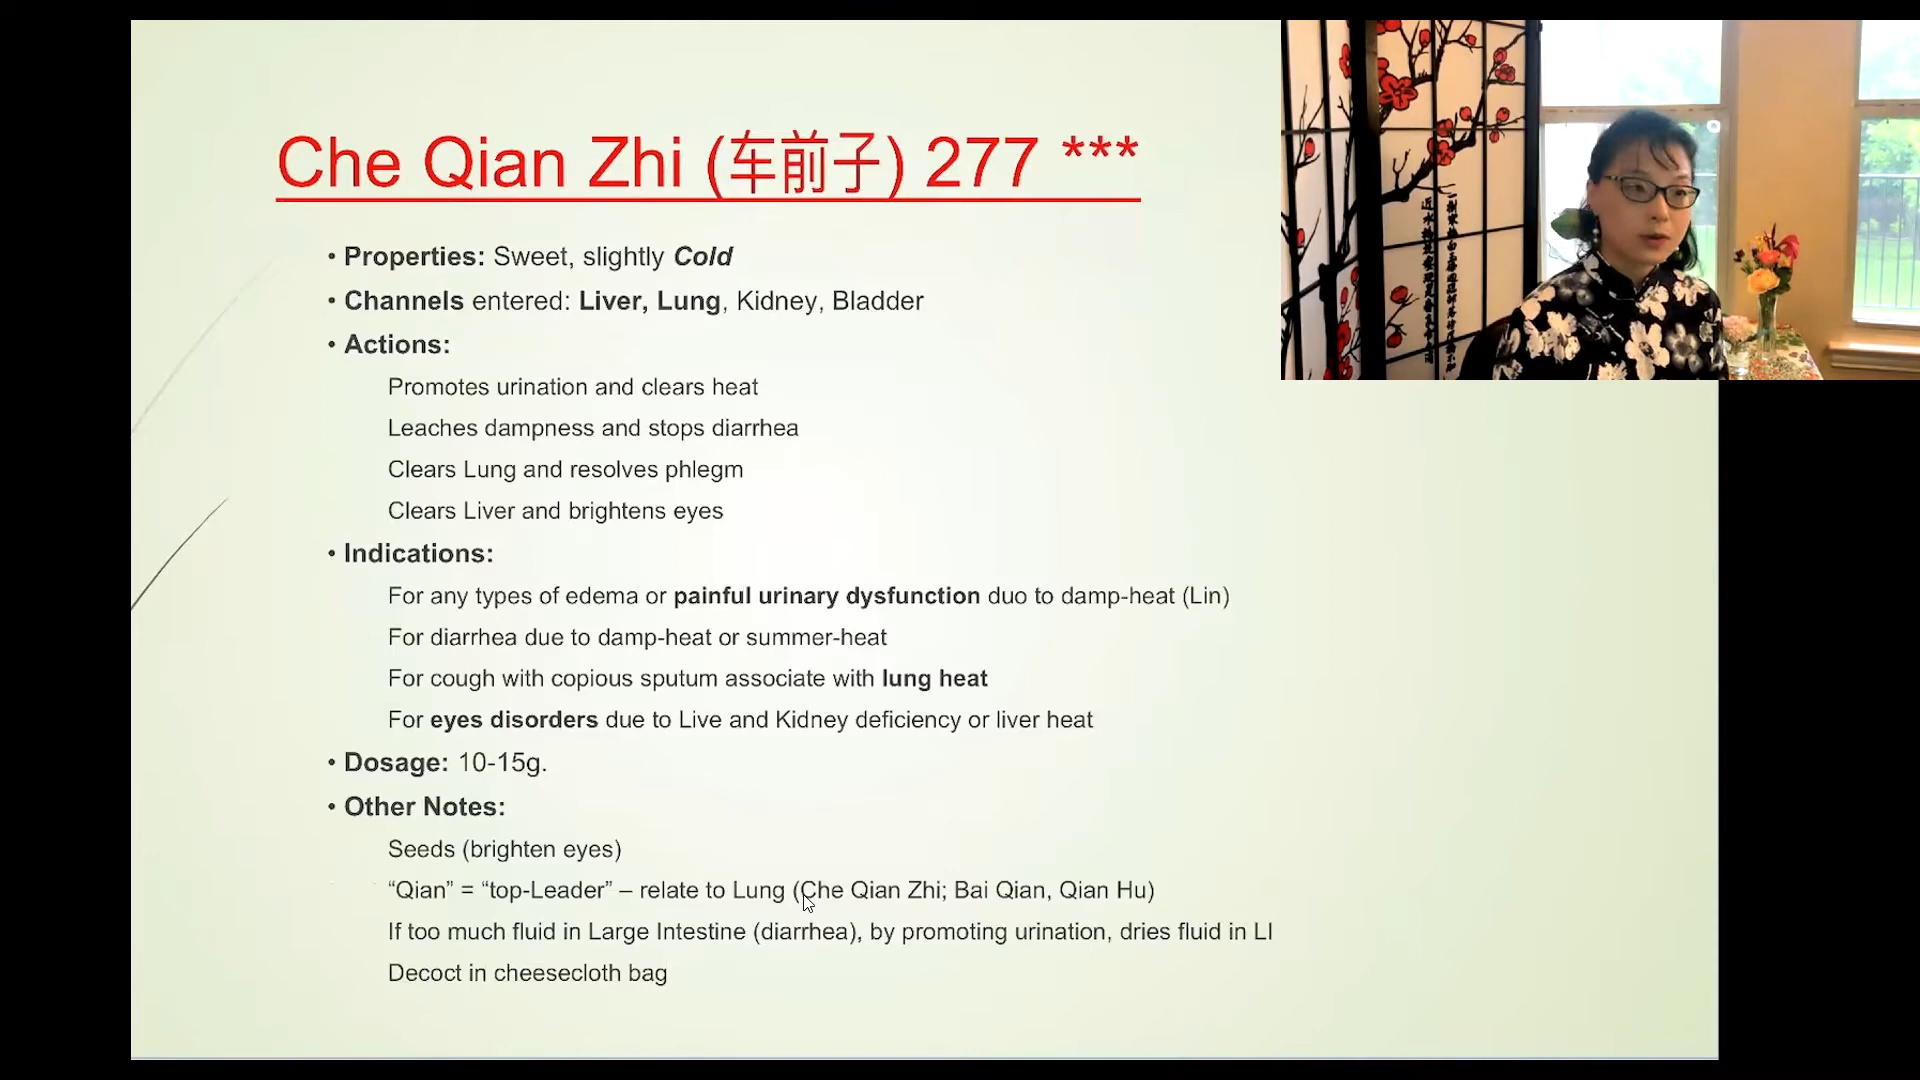 Che Qian Zhi (车前子) 277 ***
• Properties: Sweet, slightly Cold
• Channels entered: Liver, Lung, Kidney, Bladder
• Actions:
Promotes urination and clears heat
Leaches dampness and stops diarrhea
Clears Lung and resolves phlegm
Clears Liver and brightens eyes
• Indications:
For any types of edema or painful urinary dysfunction duo to damp-heat (Lin)
For diarrhea due to damp-heat or summer-heat
For cough with copious sputum associate with lung heat
For eyes disorders due to Live and Kidney deficiency or liver heat
• Dosage: 10-15g.
• Other Notes:
Seeds (brighten eyes)
“Qian” = “top-Leader” – relate to Lung (Che Qian Zhi; Bai Qian, Qian Hu)
If too much fluid in Large Intestine (diarrhea), by promoting urination, dries fluid in LI
Decoct in cheesecloth bag